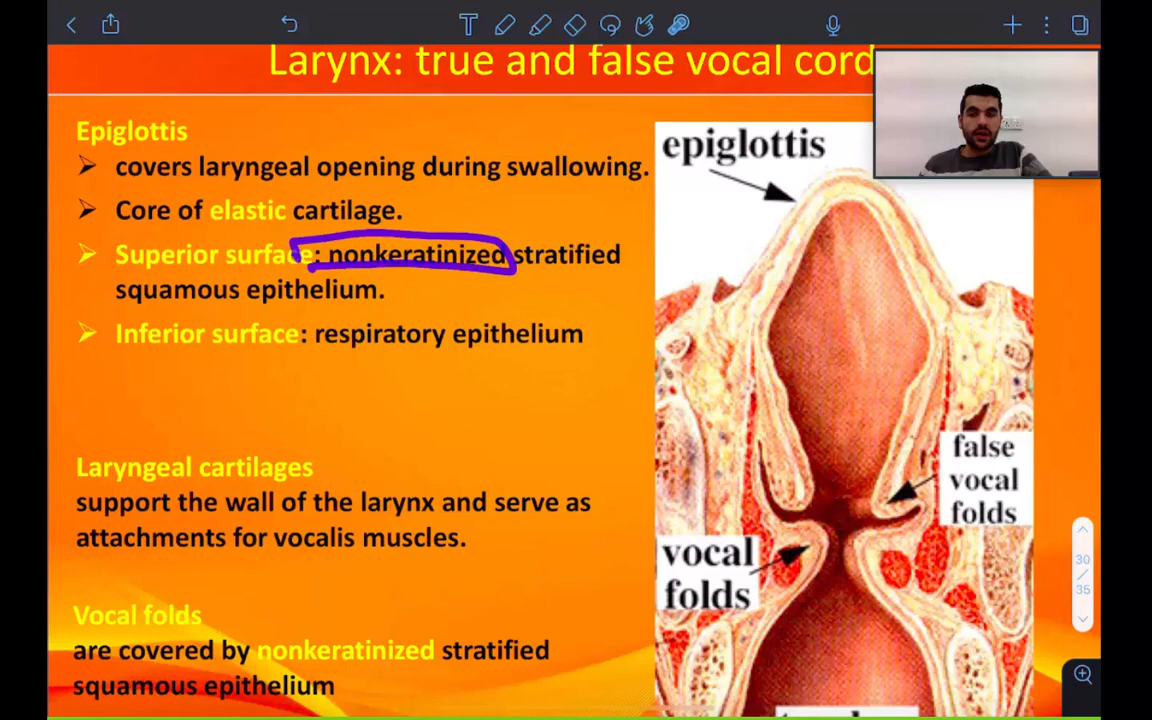 Larynx: true and false vocal cord
Epiglottis
➢ covers laryngeal opening during swallowing.
➢ Core of elastic cartilage.
➢ Superior surface: nonkeratinized stratified
squamous epithelium.
➢ Inferior surface: respiratory epithelium
Laryngeal cartilages
support the wall of the larynx and serve as
attachments for vocalis muscles.
Vocal folds
are covered by nonkeratinized stratified
squamous epithelium
epiglottis
false
vocal
folds
vocal
folds
30
/
35